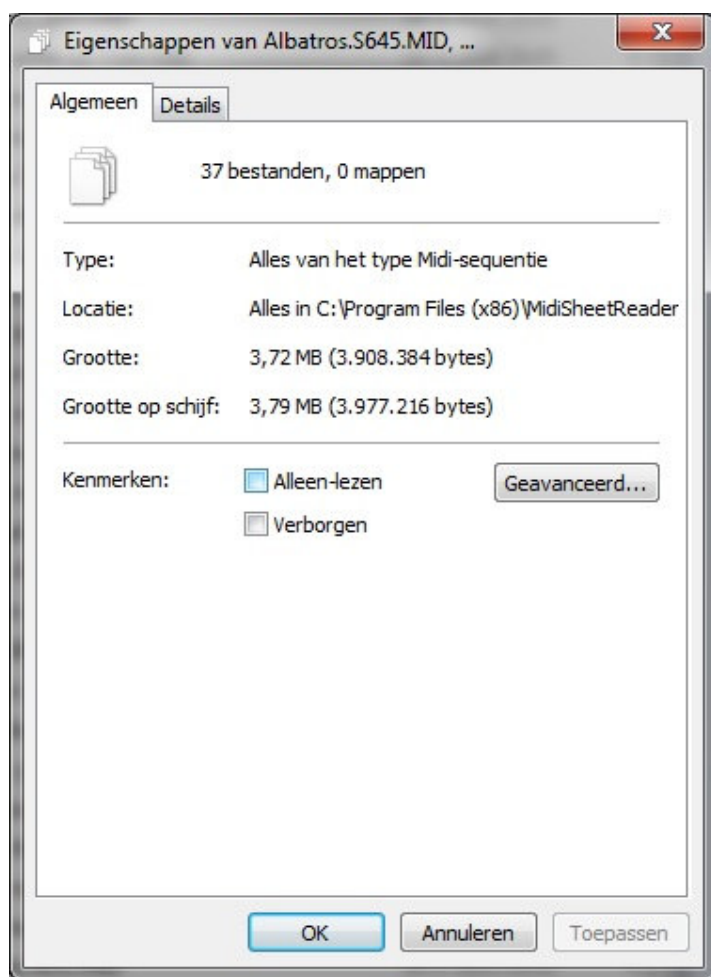 Eigenschappen van Albatros.S645.MID, ...
Algemeen Details
37 bestanden, 0 mappen
Type: Alles van het type Midi-sequentie
Locatie: Alles in C:\Program Files (x86)\MidiSheetReader
Grootte: 3,72 MB (3.908.384 bytes)
Grootte op schijf: 3,79 MB (3.977.216 bytes)
Kenmerken: Alleen-lezen Geavanceerd...
Verborgen
OK Annuleren Toepassen